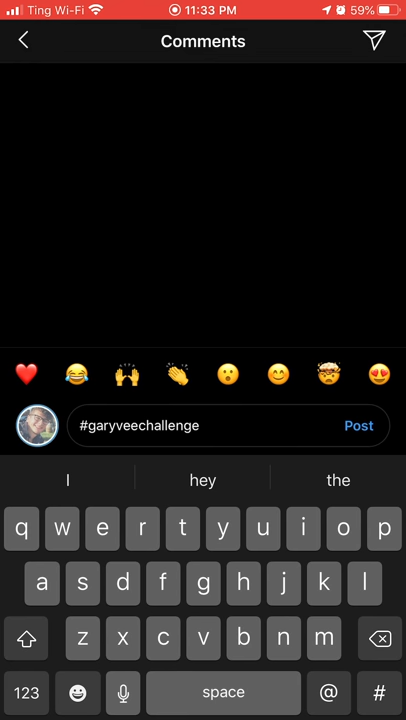 Ting Wi-Fi 11:33 PM 59%
Comments
#garyveechallenge Post
I hey the
q w e r t y u i o p
a s d f g h j k l
z x c v b n m
123 space @ #